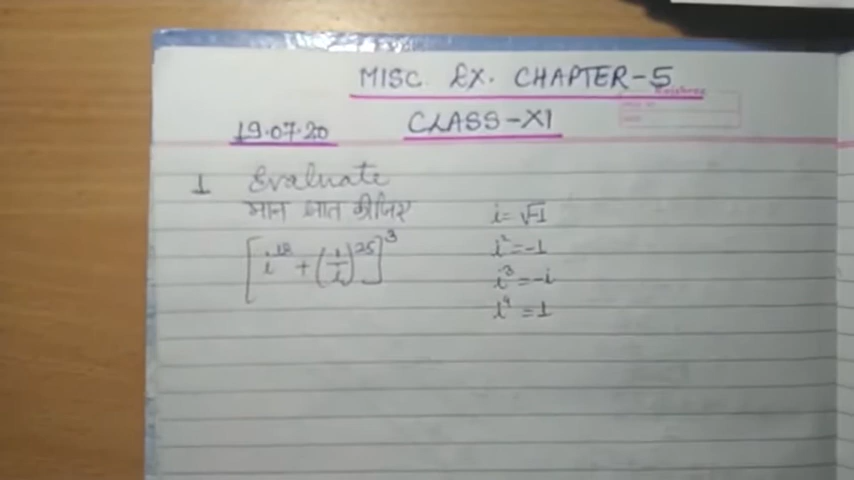 MISC. EX. CHAPTER-5
CLASS-XI
19.07.20
1 Evaluate
मान ज्ञात कीजिए
[i^18 + (1/i)^25]^3
i = √-1
i² = -1
i³ = -i
i⁴ = 1